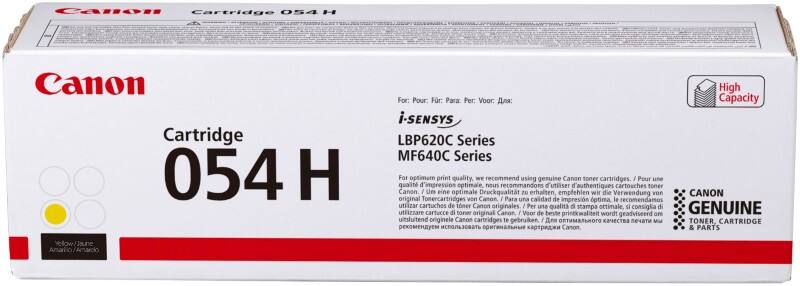 Canon Cartridge 054 H
Canon
High
Capacity
Cartridge
054 H
For: Pour: Für: Para: Per: Voor: Для:
i-SENSYS
LBP620C Series
MF640C Series
For optimum print quality, we recommend using genuine Canon toner cartridges. / Pour une
qualité d'impression optimale, nous recommandons d'utiliser d'authentiques cartouches toner
Canon. / Um eine optimale Druckqualität zu erhalten, empfehlen wir die Verwendung von
original Tonercartridges von Canon. / Para una calidad de impresión óptima, le recomendamos
utilizar cartuchos de tóner Canon originales. / Per una qualità di stampa ottimale, si consiglia di
utilizzare cartucce di toner Canon originali. / Voor de beste printkwaliteit wordt geadviseerd om
uitsluitend originele Canon cartridges te gebruiken. / Для оптимального качества печати мы
рекомендуем использовать оригинальные картриджи Canon.
CANON
GENUINE
TONER, CARTRIDGE
& PARTS
Yellow/Jaune
Amarillo/Amarelo